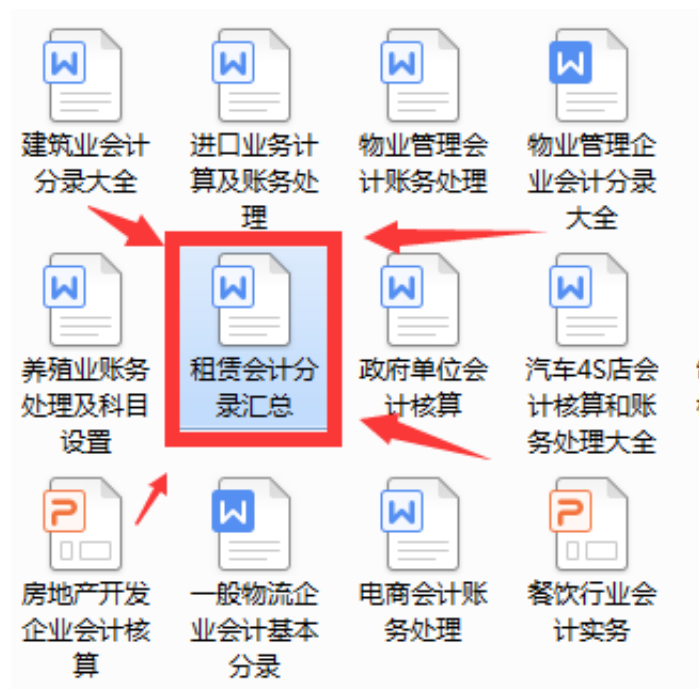 建筑业会计
分录大全
进口业务计
算及账务处
理
物业管理会
计账务处理
物业管理企
业会计分录
大全
养殖业账务
处理及科目
设置
租赁会计分
录汇总
政府单位会
计核算
汽车4S店会
计核算和账
务处理大全
房地产开发
企业会计核
算
一般物流企
业会计基本
分录
电商会计账
务处理
餐饮行业会
计实务